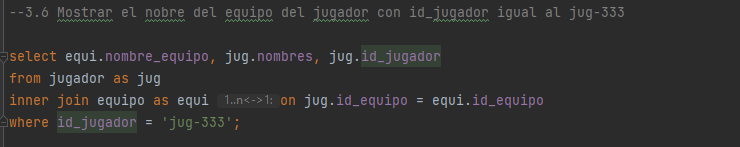 --3.6 Mostrar el nobre del equipo del jugador con id_jugador igual al jug-333
select equi.nombre_equipo, jug.nombres, jug.id_jugador
from jugador as jug
inner join equipo as equi 1..n<->1: on jug.id_equipo = equi.id_equipo
where id_jugador = 'jug-333';